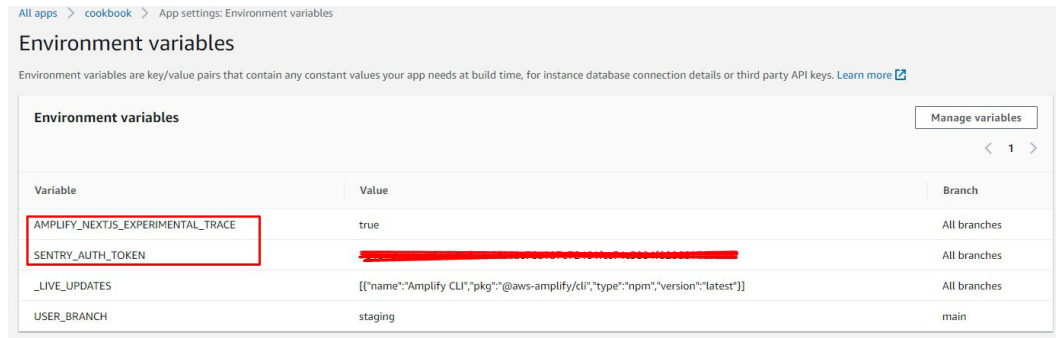 All apps > cookbook > App settings: Environment variables
Environment variables
Environment variables are key/value pairs that contain any constant values your app needs at build time, for instance database connection details or third party API keys. Learn more
Environment variables
Manage variables
< 1 >
Variable Value Branch
AMPLIFY_NEXTJS_EXPERIMENTAL_TRACE true All branches
SENTRY_AUTH_TOKEN All branches
_LIVE_UPDATES [{"name":"Amplify CLI","pkg":"@aws-amplify/cli","type":"npm","version":"latest"}] All branches
USER_BRANCH staging main